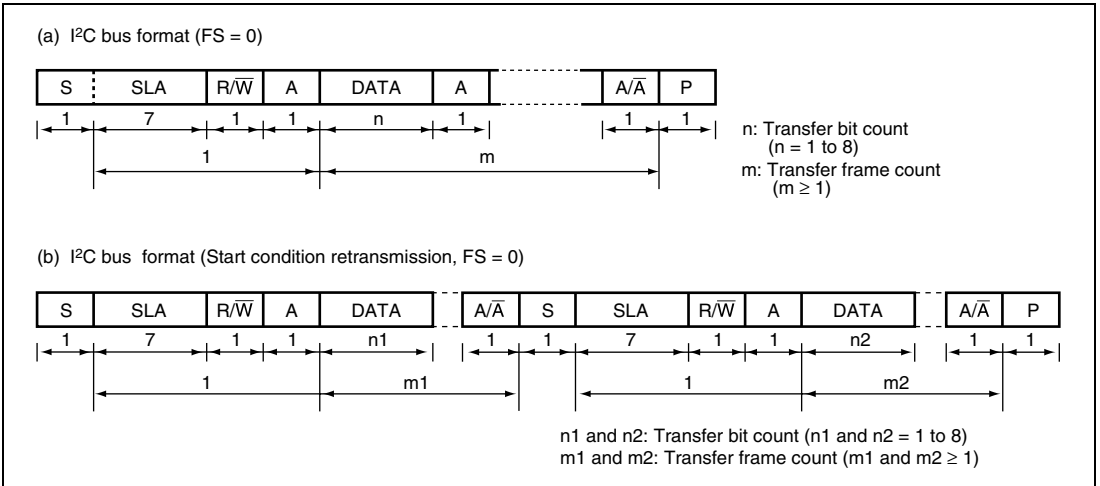 (a) I²C bus format (FS = 0)
S SLA R/W̅ A DATA A A/A̅ P
1 7 1 1 n 1 1 1
1 m
n: Transfer bit count
(n = 1 to 8)
m: Transfer frame count
(m ≥ 1)
(b) I²C bus format (Start condition retransmission, FS = 0)
S SLA R/W̅ A DATA A/A̅ S SLA R/W̅ A DATA A/A̅ P
1 7 1 1 n1 1 1 7 1 1 n2 1 1
1 m1 1 m2
n1 and n2: Transfer bit count (n1 and n2 = 1 to 8)
m1 and m2: Transfer frame count (m1 and m2 ≥ 1)